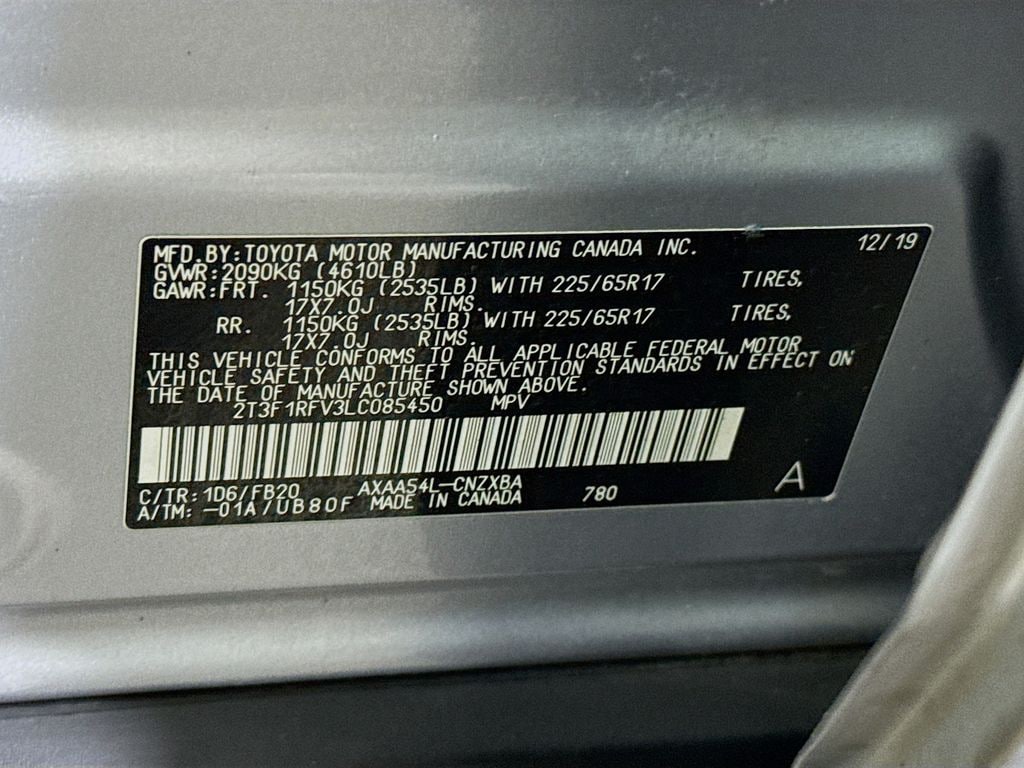 MFD.BY:TOYOTA MOTOR MANUFACTURING CANADA INC. 12/19
GVWR:2090KG (4610LB)
GAWR:FRT. 1150KG (2535LB) WITH 225/65R17 TIRES,
17X7.0J RIMS.
RR. 1150KG (2535LB) WITH 225/65R17 TIRES,
17X7.0J RIMS.
THIS VEHICLE CONFORMS TO ALL APPLICABLE FEDERAL MOTOR
VEHICLE SAFETY AND THEFT PREVENTION STANDARDS IN EFFECT ON
THE DATE OF MANUFACTURE SHOWN ABOVE.
2T3F1RFV3LC085450 MPV
C/TR:1D6/FB20 AXAA54L-CNZXBA
A/TM:-01A/UB80F MADE IN CANADA 780 A